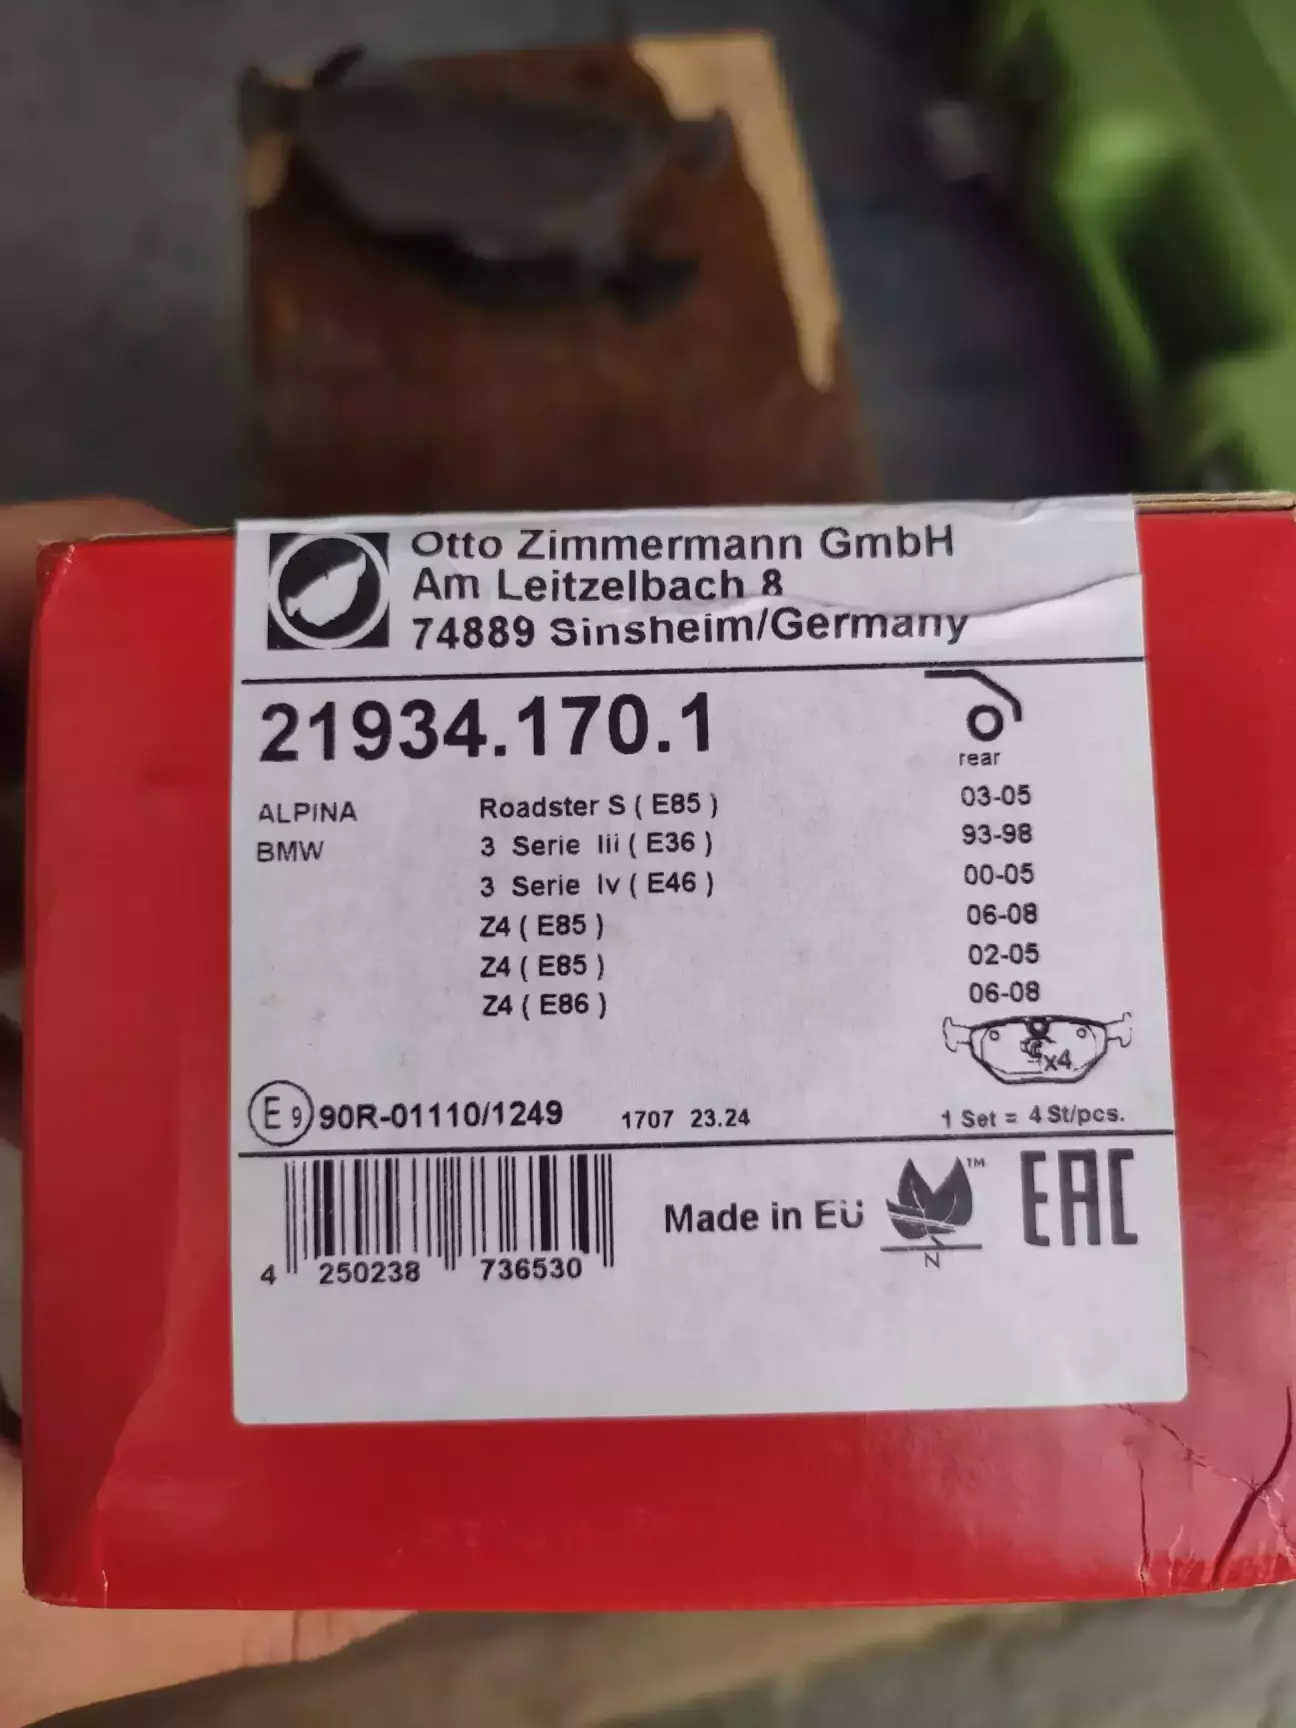 Otto Zimmermann GmbH
Am Leitzelbach 8
74889 Sinsheim/Germany
21934.170.1
rear
ALPINA Roadster S ( E85 ) 03-05
BMW 3 Serie Iii ( E36 ) 93-98
3 Serie Iv ( E46 ) 00-05
Z4 ( E85 ) 06-08
Z4 ( E85 ) 02-05
Z4 ( E86 ) 06-08
x4
E 9 90R-01110/1249 1707 23.24 1 Set = 4 St/pcs.
Made in EU ™ EAC
N
4 250238 736530